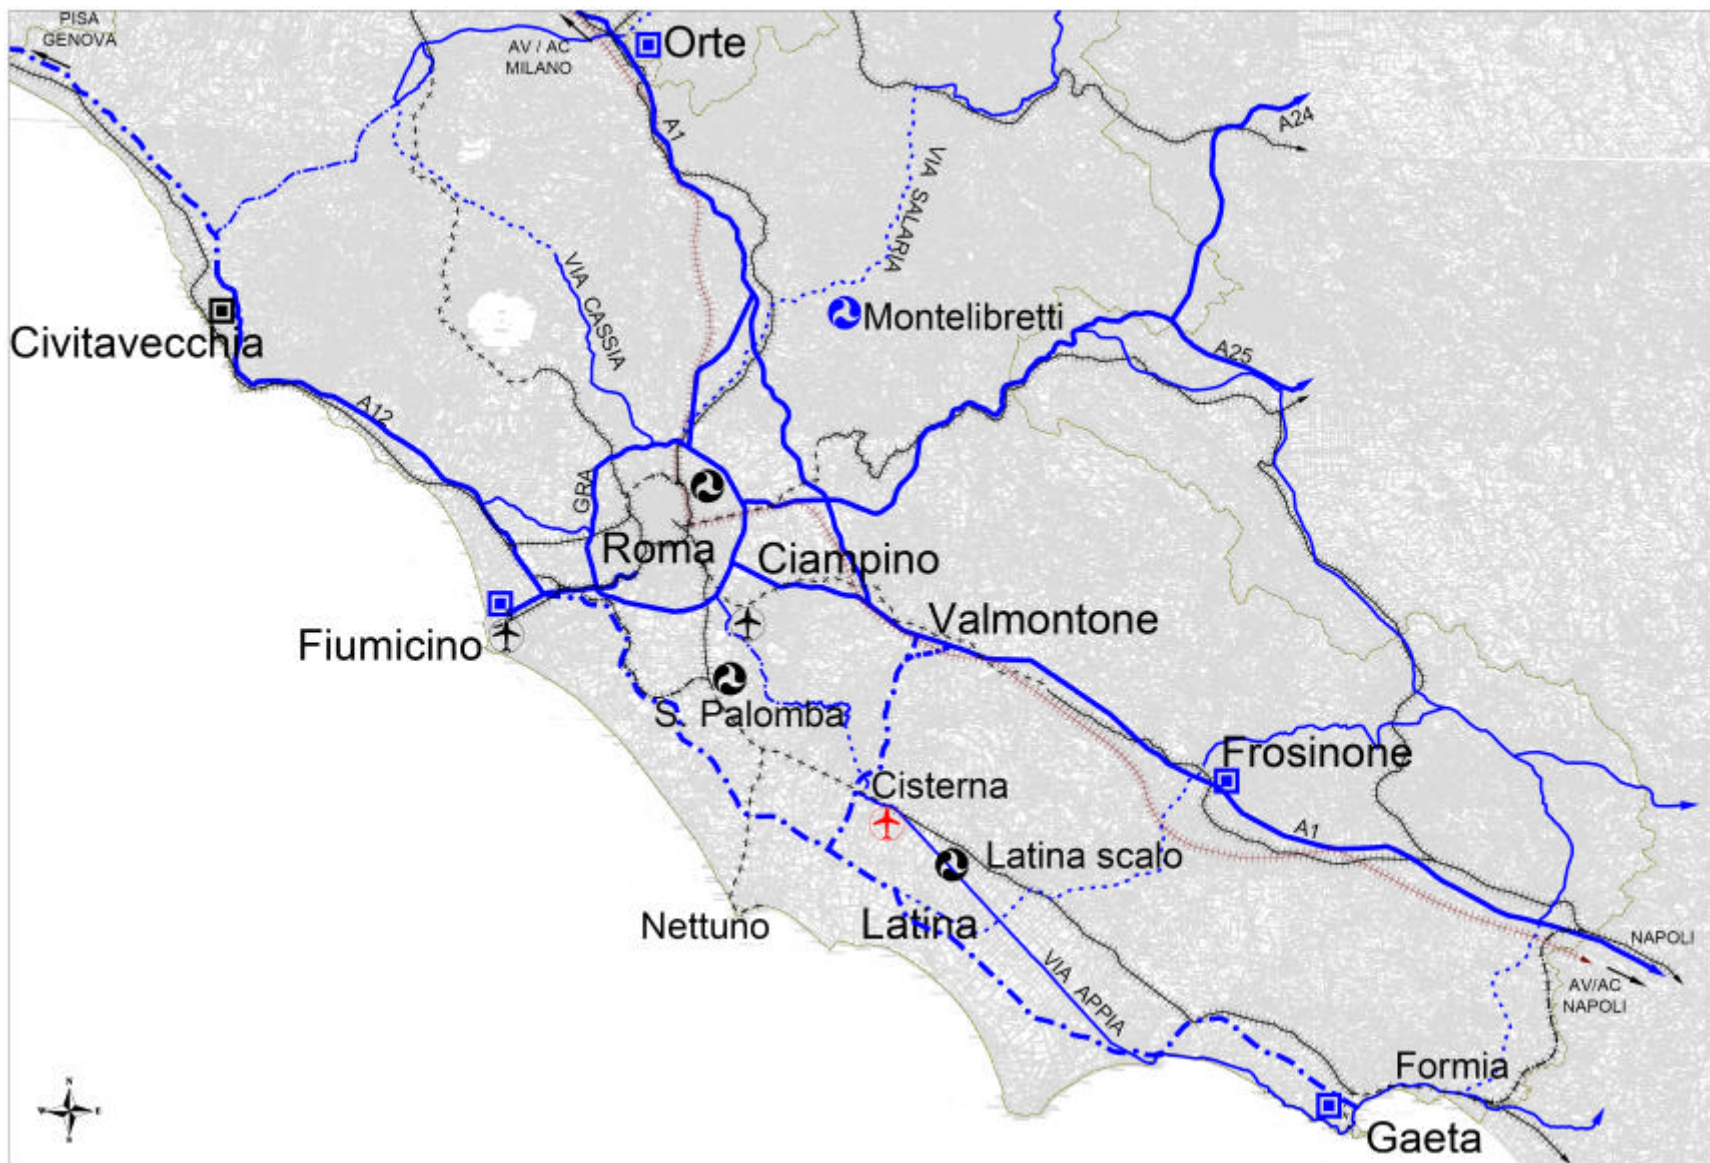 PISA
GENOVA
AV / AC
MILANO
Orte
A1
A24
VIA SALARIA
VIA CASSIA
Montelibretti
Civitavecchia
A25
A12
GRA
Roma
Ciampino
Fiumicino
Valmontone
S. Palomba
Frosinone
Cisterna
A1
Latina scalo
Nettuno
Latina
NAPOLI
VIA APPIA
AV/AC
NAPOLI
Formia
Gaeta
N
W
E
S